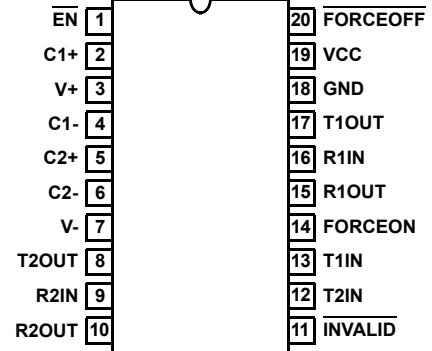 EN 1 20 FORCEOFF
C1+ 2 19 VCC
V+ 3 18 GND
C1- 4 17 T1OUT
C2+ 5 16 R1IN
C2- 6 15 R1OUT
V- 7 14 FORCEON
T2OUT 8 13 T1IN
R2IN 9 12 T2IN
R2OUT 10 11 INVALID